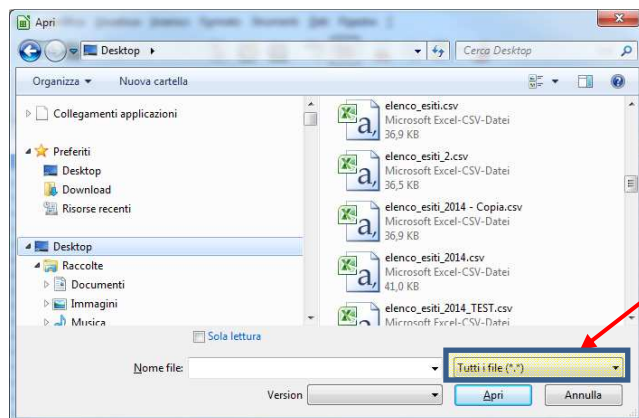 Apri
Desktop
Cerca Desktop
Organizza
Nuova cartella
Collegamenti applicazioni
Preferiti
Desktop
Download
Risorse recenti
Desktop
Raccolte
Documenti
Immagini
Musica
elenco_esiti.csv
Microsoft Excel-CSV-Datei
36,9 KB
elenco_esiti_2.csv
Microsoft Excel-CSV-Datei
36,5 KB
elenco_esiti_2014 - Copia.csv
Microsoft Excel-CSV-Datei
36,9 KB
elenco_esiti_2014.csv
Microsoft Excel-CSV-Datei
41,0 KB
elenco_esiti_2014_TEST.csv
Microsoft Excel-CSV-Datei
Sola lettura
Nome file:
Tutti i file (*.*)
Version
Apri
Annulla